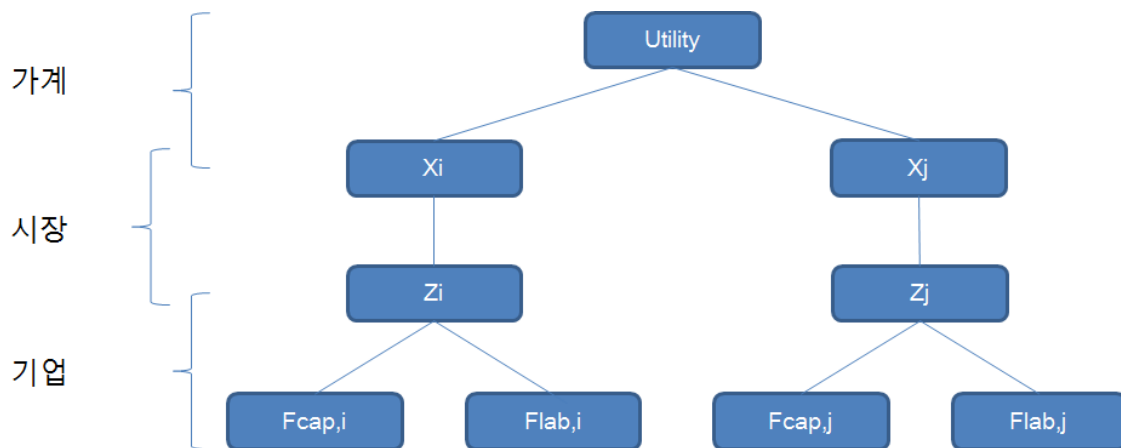 Utility
가계
Xi
Xj
시장
Zi
Zj
기업
Fcap,i
Flab,i
Fcap,j
Flab,j